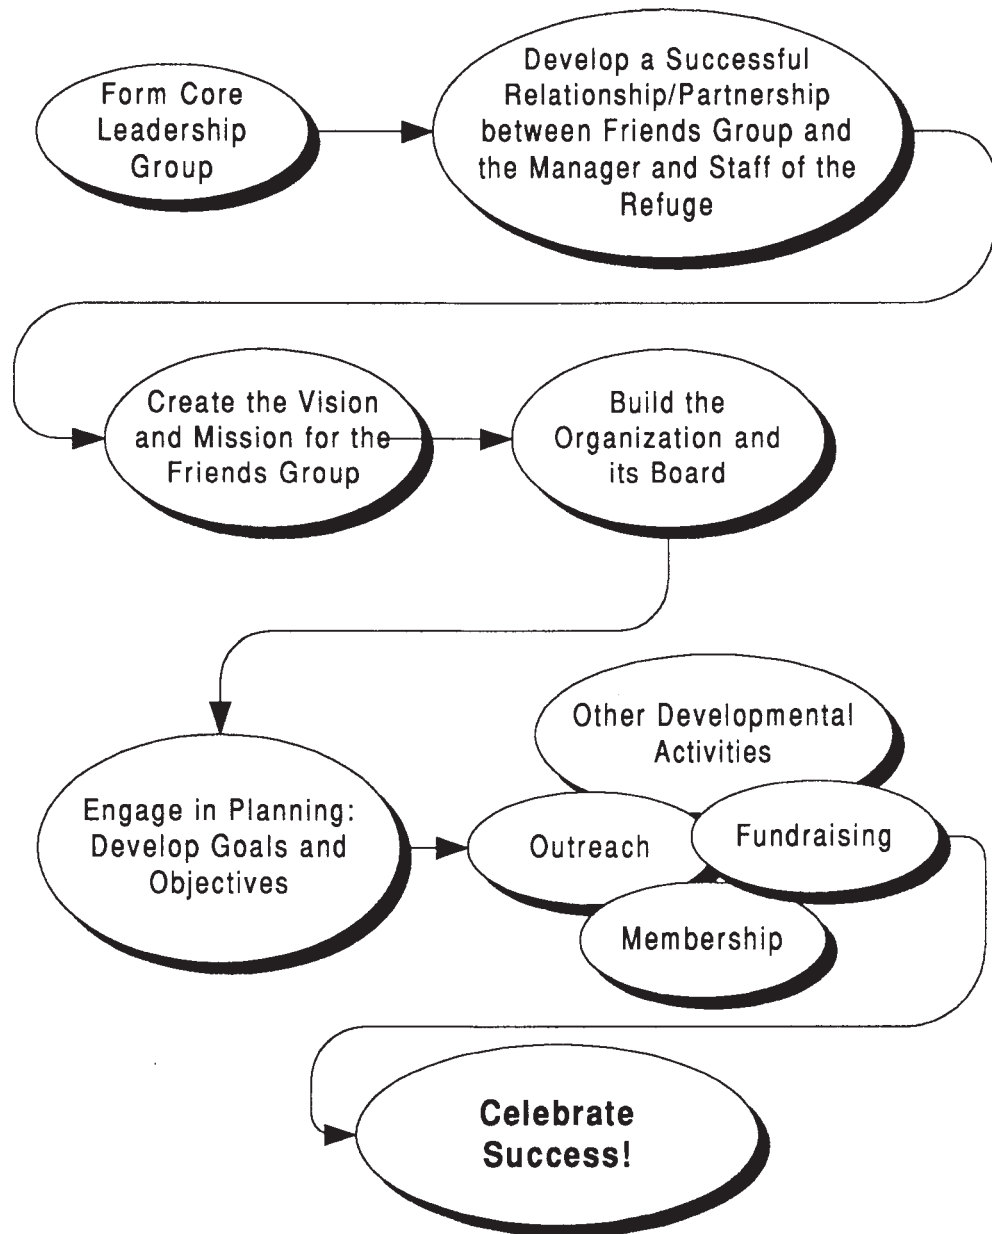 Form Core
Leadership
Group
Develop a Successful
Relationship/Partnership
between Friends Group and
the Manager and Staff of the
Refuge
Create the Vision
and Mission for the
Friends Group
Build the
Organization and
its Board
Engage in Planning:
Develop Goals and
Objectives
Other Developmental
Activities
Outreach
Fundraising
Membership
Celebrate
Success!